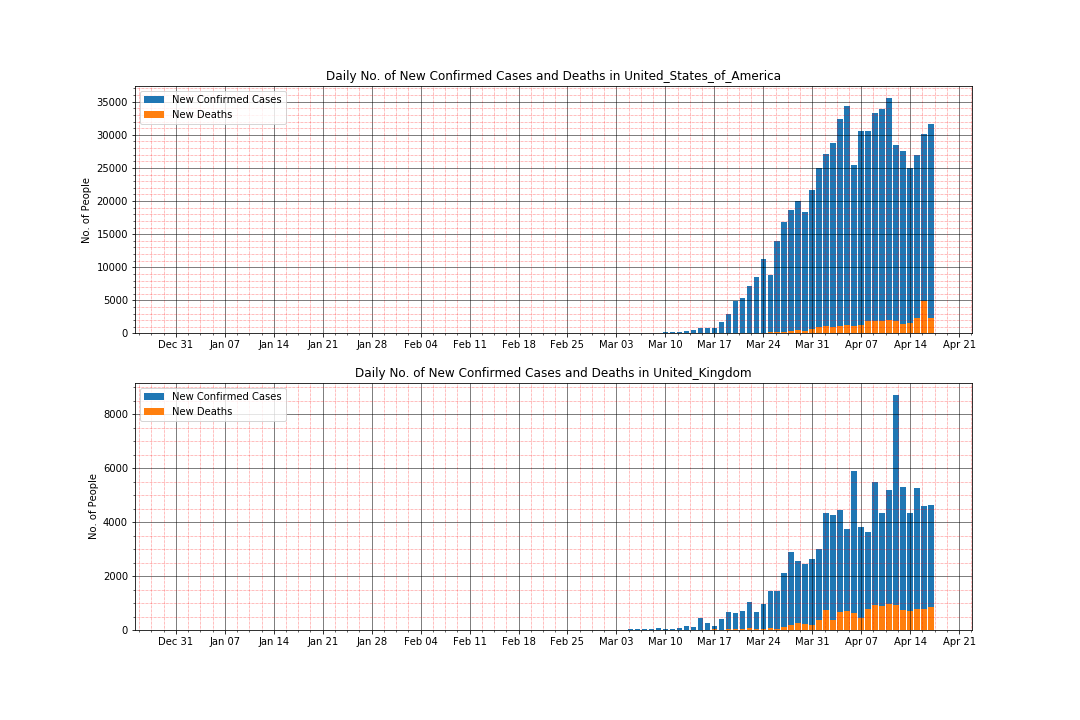 Daily No. of New Confirmed Cases and Deaths in United_States_of_America
New Confirmed Cases
New Deaths
No. of People
35000
30000
25000
20000
15000
10000
5000
0
Dec 31 Jan 07 Jan 14 Jan 21 Jan 28 Feb 04 Feb 11 Feb 18 Feb 25 Mar 03 Mar 10 Mar 17 Mar 24 Mar 31 Apr 07 Apr 14 Apr 21
Daily No. of New Confirmed Cases and Deaths in United_Kingdom
New Confirmed Cases
New Deaths
No. of People
8000
6000
4000
2000
0
Dec 31 Jan 07 Jan 14 Jan 21 Jan 28 Feb 04 Feb 11 Feb 18 Feb 25 Mar 03 Mar 10 Mar 17 Mar 24 Mar 31 Apr 07 Apr 14 Apr 21